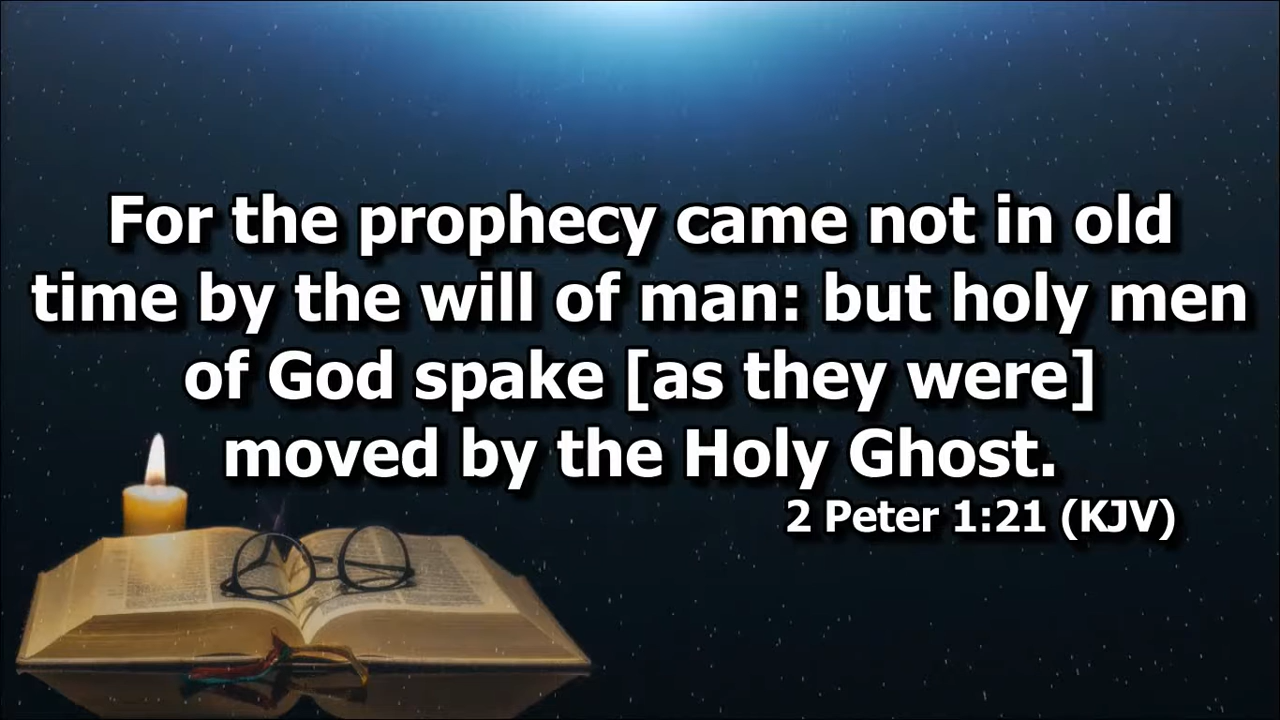 For the prophecy came not in old
time by the will of man: but holy men
of God spake [as they were]
moved by the Holy Ghost.
2 Peter 1:21 (KJV)